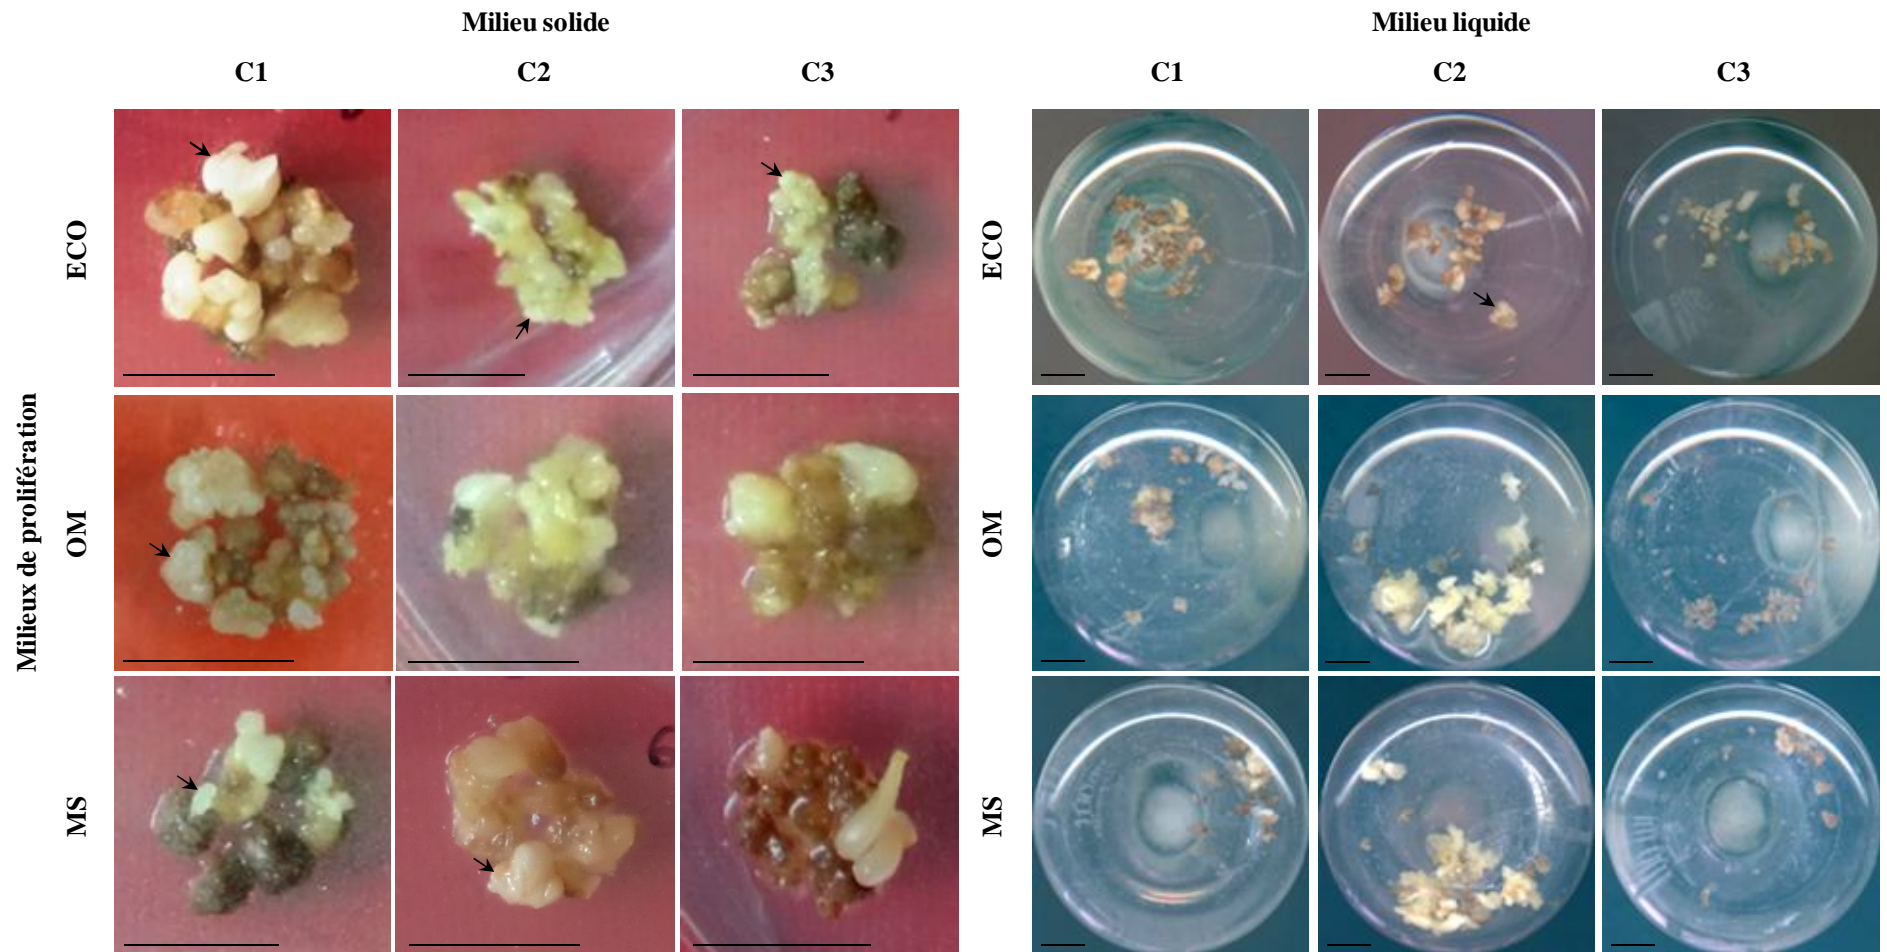 Milieu solide
Milieu liquide
C1
C2
C3
C1
C2
C3
Milieux de prolifération
ECO
ECO
OM
OM
MS
MS